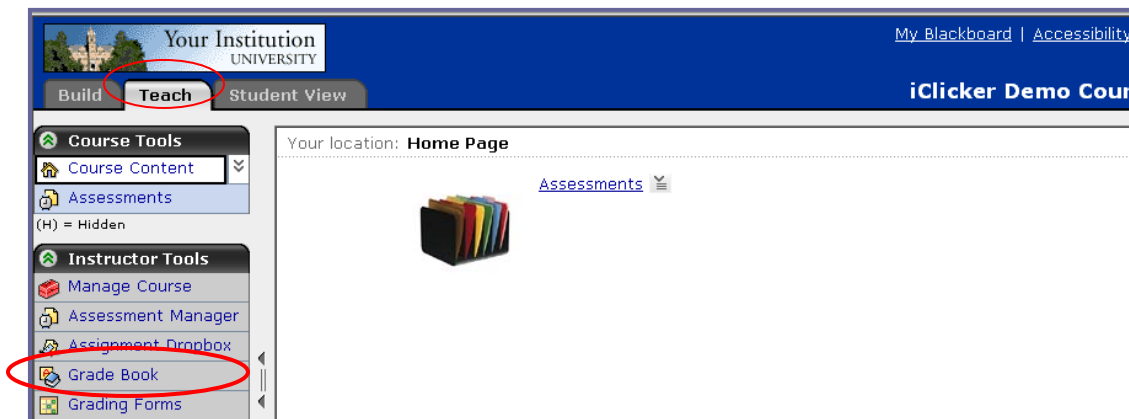 Your Institution
UNIVERSITY
My Blackboard | Accessibility
Build Teach Student View
iClicker Demo Cour
Course Tools
Course Content
Assessments
(H) = Hidden
Instructor Tools
Manage Course
Assessment Manager
Assignment Dropbox
Grade Book
Grading Forms
Your location: Home Page
Assessments